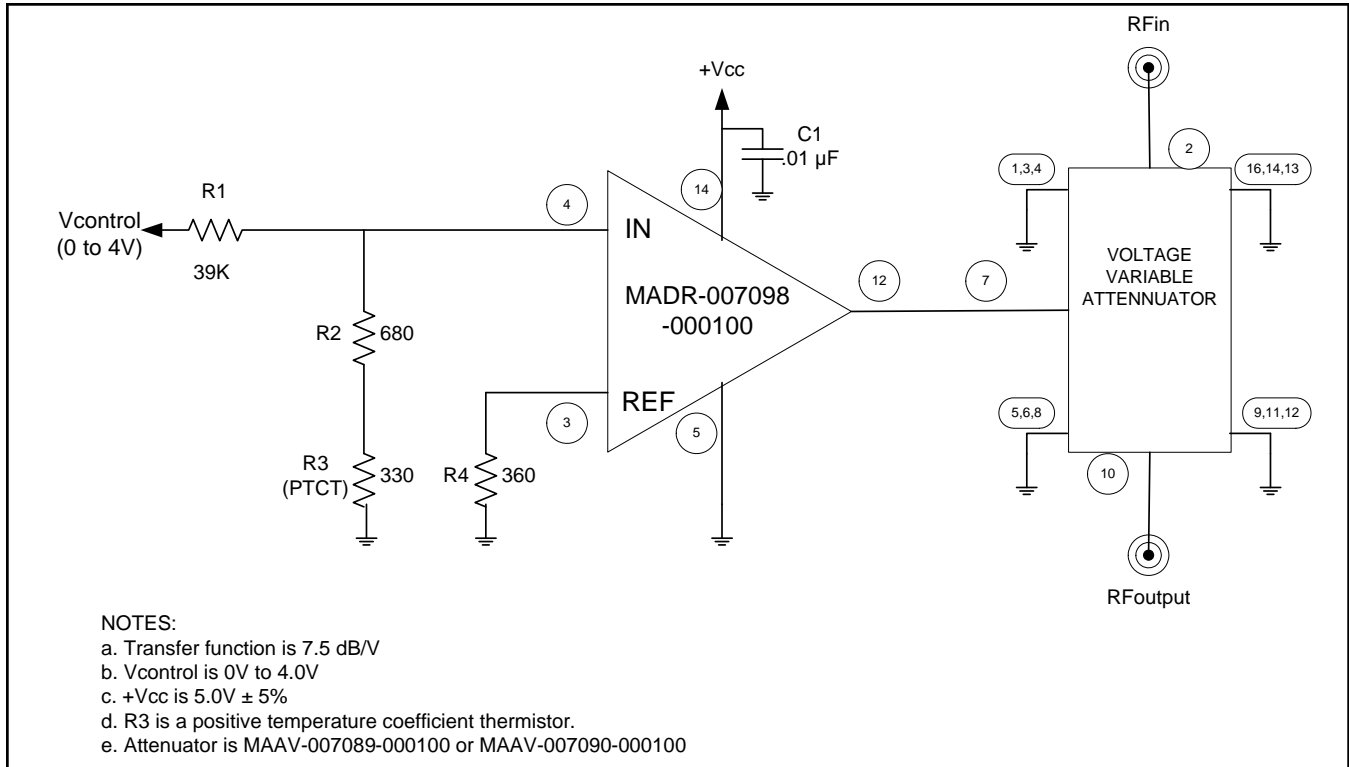 RFin
+Vcc
C1
.01 µF
2
1,3,4
16,14,13
14
R1
4
Vcontral
(0 to 4V)
39K
IN
VOLTAGE
VARIABLE
ATTENNUATOR
12
7
MADR-007098
-000100
R2
680
REF
3
5
5,6,8
9,11,12
R3
(PTCT)
330
R4
360
10
RFoutput
NOTES:
a. Transfer function is 7.5 dB/V
b. Vcontrol is 0V to 4.0V
c. +Vcc is 5.0V ± 5%
d. R3 is a positive temperature coefficient thermistor.
e. Attenuator is MAAV-007089-000100 or MAAV-007090-000100